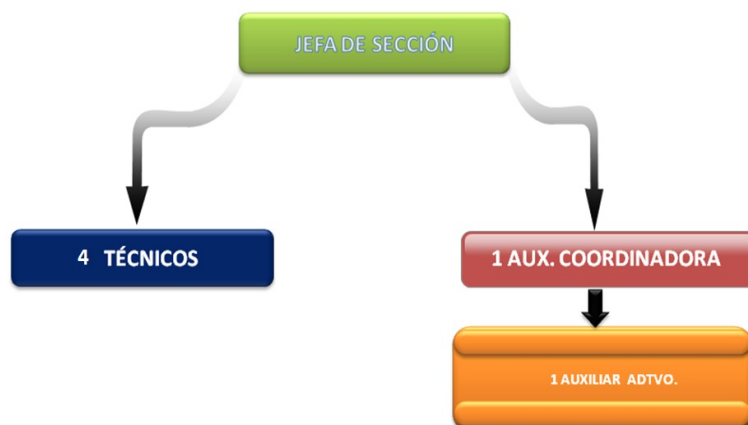 JEFA DE SECCIÓN
4 TÉCNICOS
1 AUX. COORDINADORA
1 AUXILIAR ADTVO.